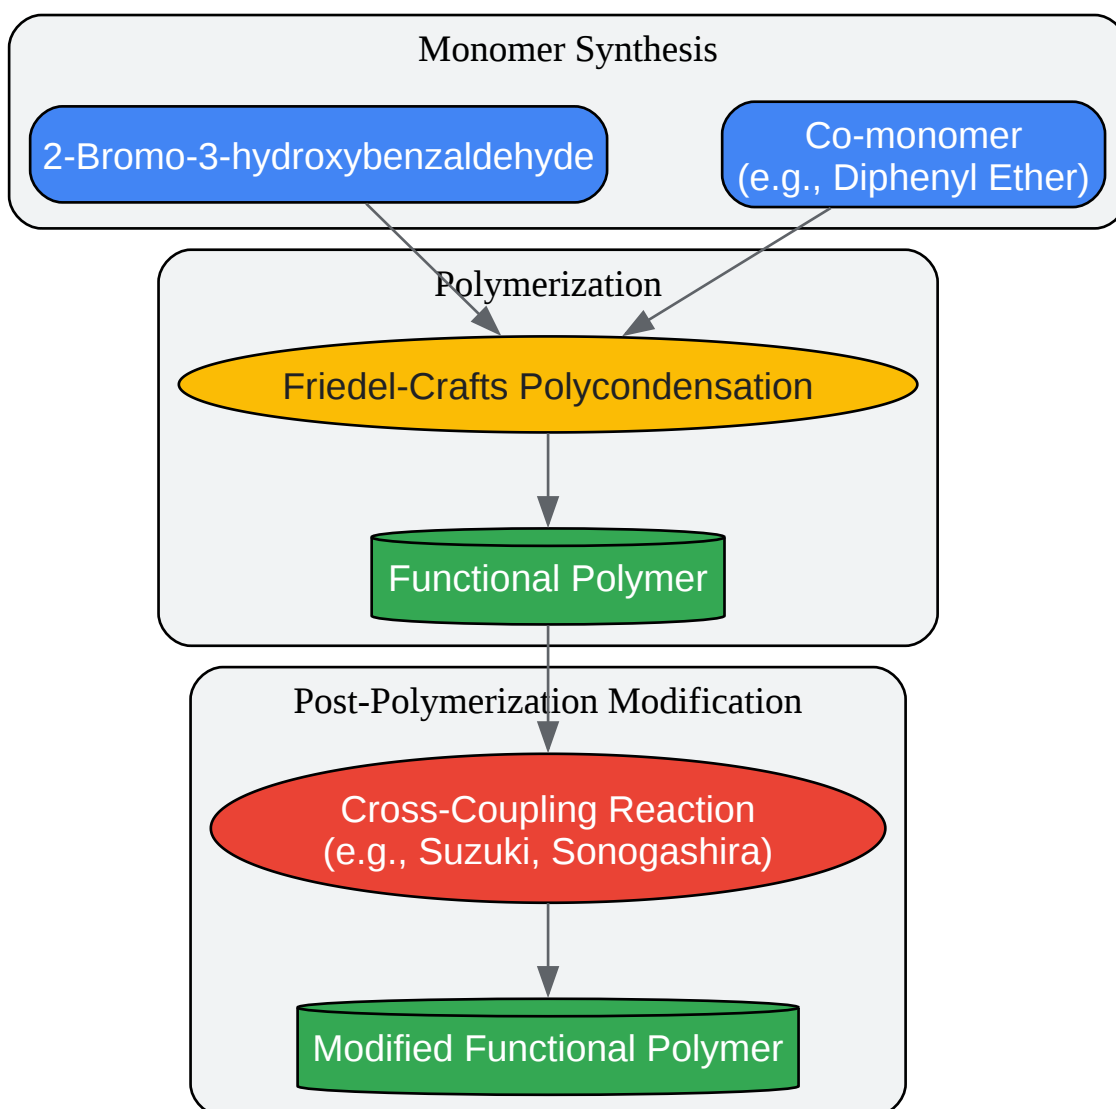 Monomer Synthesis
2-Bromo-3-hydroxybenzaldehyde
Co-monomer
(e.g., Diphenyl Ether)
Polymerization
Friedel-Crafts Polycondensation
Functional Polymer
Post-Polymerization Modification
Cross-Coupling Reaction
(e.g., Suzuki, Sonogashira)
Modified Functional Polymer